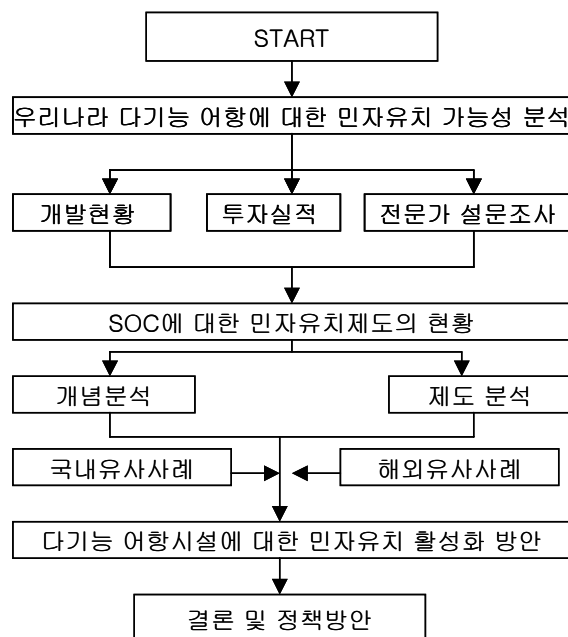 START
우리나라 다기능 어항에 대한 민자유치 가능성 분석
개발현황
투자실적
전문가 설문조사
SOC에 대한 민자유치제도의 현황
개념분석
제도 분석
국내유사사례
해외유사사례
다기능 어항시설에 대한 민자유치 활성화 방안
결론 및 정책방안